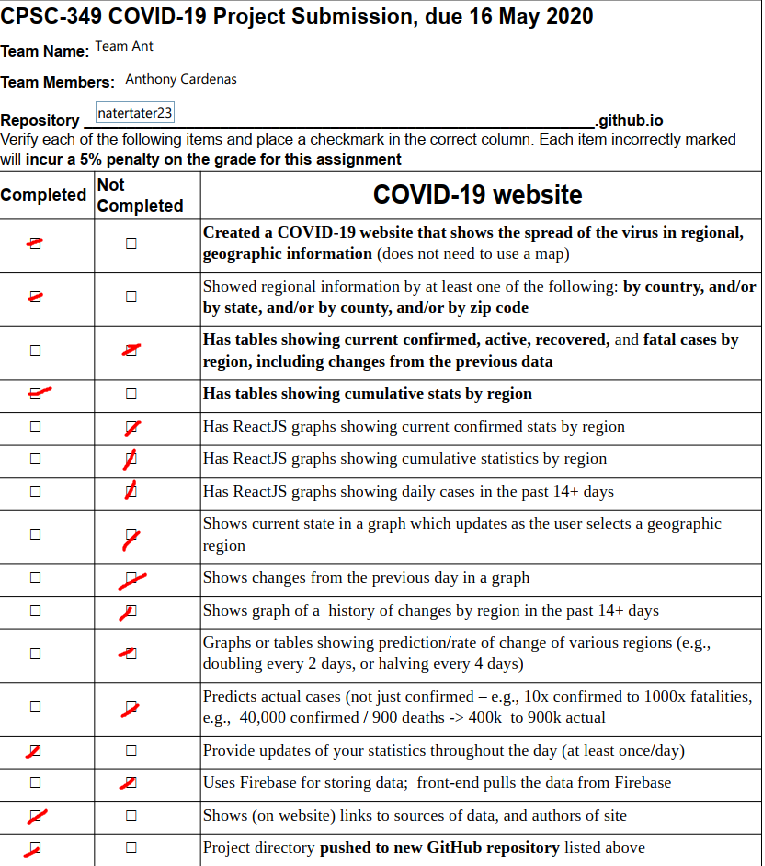 CPSC-349 COVID-19 Project Submission, due 16 May 2020
Team Name: Team Ant
Team Members: Anthony Cardenas
Repository natertater23 .github.io
Verify each of the following items and place a checkmark in the correct column. Each item incorrectly marked
will incur a 5% penalty on the grade for this assignment
Completed
Not
Completed
COVID-19 website
Created a COVID-19 website that shows the spread of the virus in regional,
geographic information (does not need to use a map)
Showed regional information by at least one of the following: by country, and/or
by state, and/or by county, and/or by zip code
Has tables showing current confirmed, active, recovered, and fatal cases by
region, including changes from the previous data
Has tables showing cumulative stats by region
Has ReactJS graphs showing current confirmed stats by region
Has ReactJS graphs showing cumulative statistics by region
Has ReactJS graphs showing daily cases in the past 14+ days
Shows current state in a graph which updates as the user selects a geographic
region
Shows changes from the previous day in a graph
Shows graph of a history of changes by region in the past 14+ days
Graphs or tables showing prediction/rate of change of various regions (e.g.,
doubling every 2 days, or halving every 4 days)
Predicts actual cases (not just confirmed – e.g., 10x confirmed to 1000x fatalities,
e.g., 40,000 confirmed / 900 deaths -> 400k to 900k actual
Provide updates of your statistics throughout the day (at least once/day)
Uses Firebase for storing data; front-end pulls the data from Firebase
Shows (on website) links to sources of data, and authors of site
Project directory pushed to new GitHub repository listed above